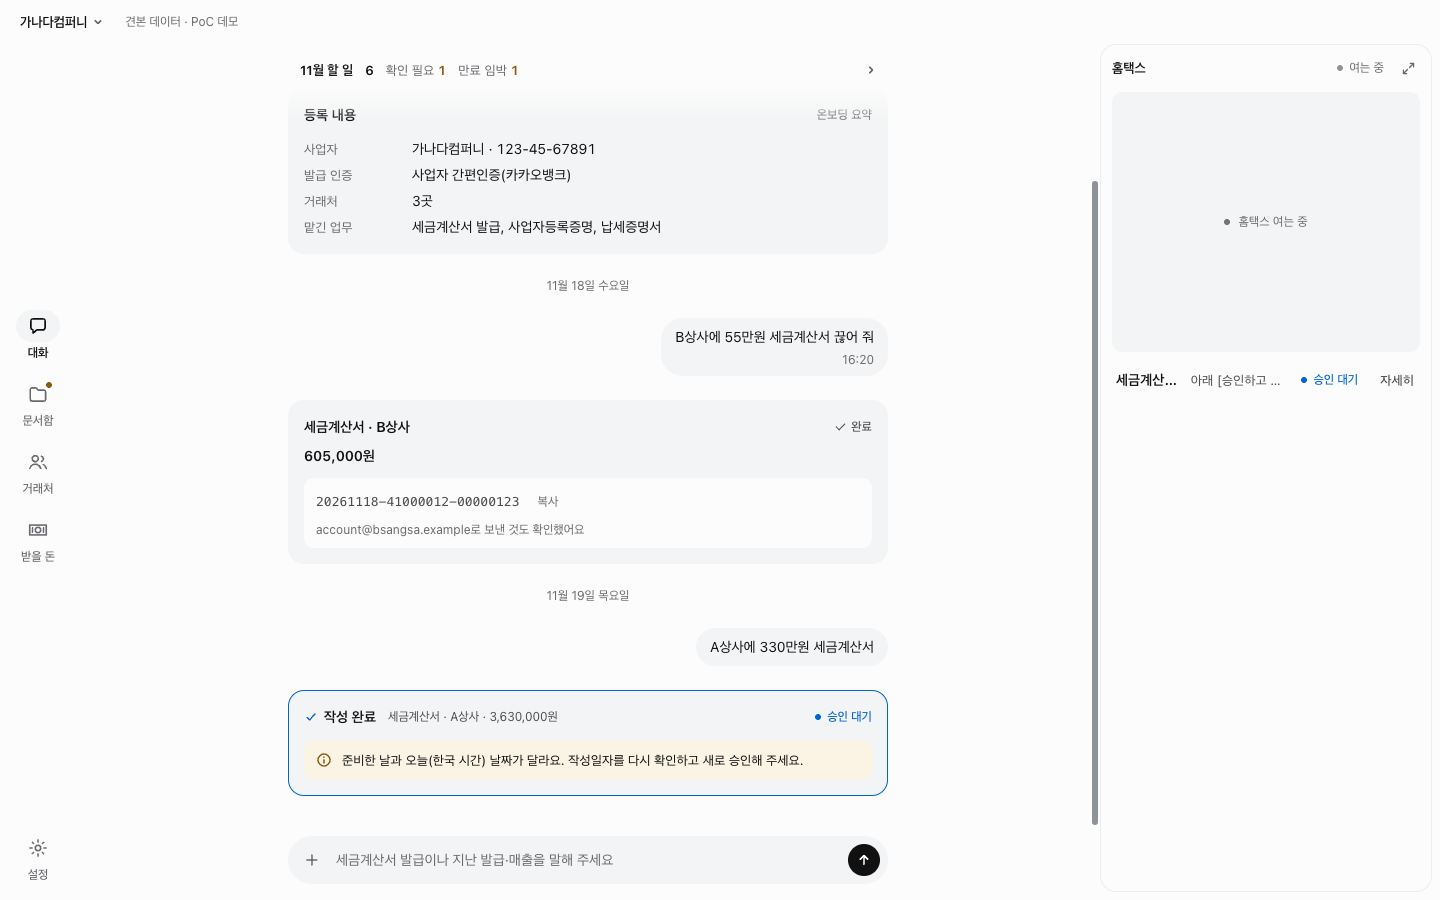 가나다컴퍼니
견본 데이터 · PoC 데모
11월 할 일 6 확인 필요 1 만료 임박 1
등록 내용 온보딩 요약
사업자 가나다컴퍼니 · 123-45-67891
발급 인증 사업자 간편인증(카카오뱅크)
거래처 3곳
맡긴 업무 세금계산서 발급, 사업자등록증명, 납세증명서
11월 18일 수요일
B상사에 55만원 세금계산서 끊어 줘
16:20
세금계산서 · B상사 완료
605,000원
20261118-41000012-00000123 복사
account@bsangsa.example로 보낸 것도 확인했어요
11월 19일 목요일
A상사에 330만원 세금계산서
작성 완료 세금계산서 · A상사 · 3,630,000원 승인 대기
준비한 날과 오늘(한국 시간) 날짜가 달라요. 작성일자를 다시 확인하고 새로 승인해 주세요.
세금계산서 발급이나 지난 발급·매출을 말해 주세요
대화
문서함
거래처
받을 돈
설정
홈택스 여는 중
홈택스 여는 중
세금계산... 아래 [승인하고 ... 승인 대기 자세히